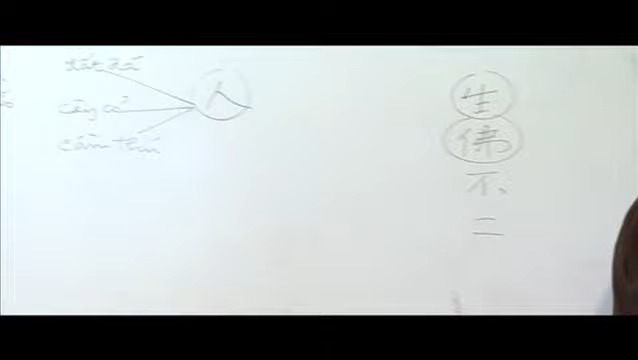 đất đá
cây cỏ
cầm thú
人
生
佛
不
二